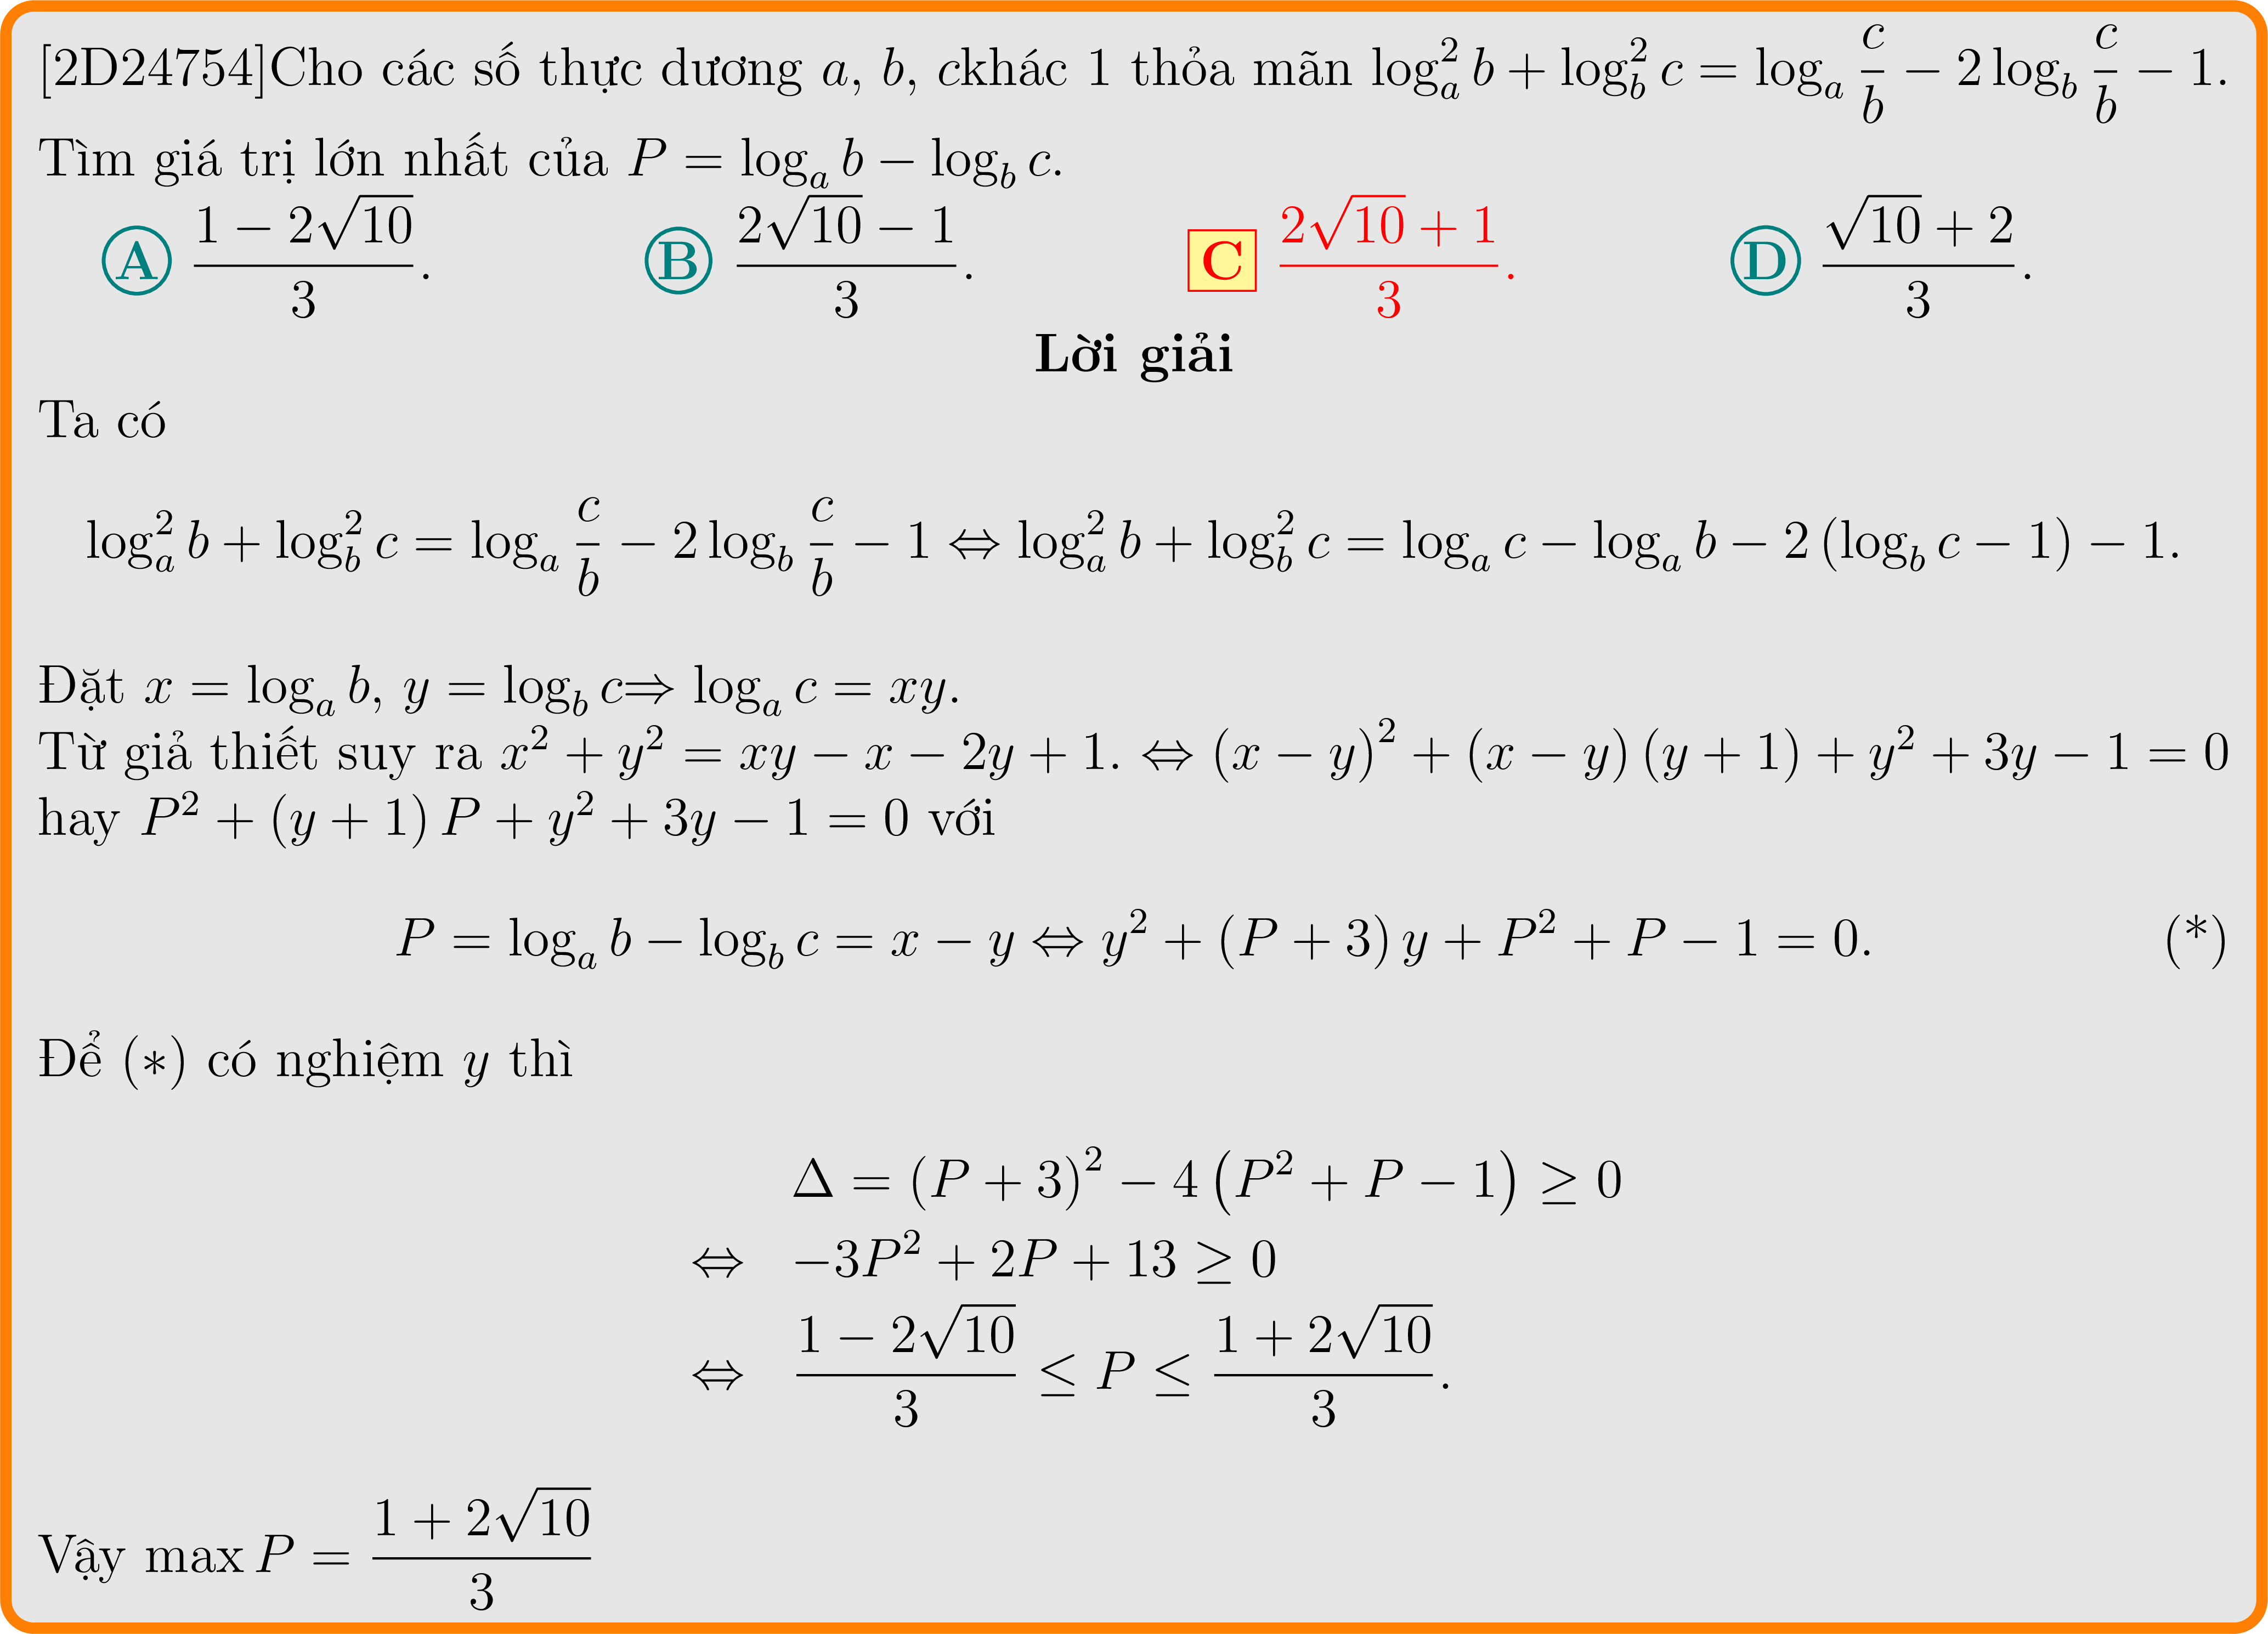 [2D24754]Cho các số thực dương a, b, ckhác 1 thỏa mãn $\log_a^2 b + \log_b^2 c = \log_a \frac{c}{b} - 2\log_b \frac{c}{b} - 1$.
Tìm giá trị lớn nhất của $P = \log_a b - \log_b c$.
A $\frac{1 - 2\sqrt{10}}{3}$. B $\frac{2\sqrt{10} - 1}{3}$. C $\frac{2\sqrt{10} + 1}{3}$. D $\frac{\sqrt{10} + 2}{3}$.
Lời giải
Ta có
$\log_a^2 b + \log_b^2 c = \log_a \frac{c}{b} - 2\log_b \frac{c}{b} - 1 \Leftrightarrow \log_a^2 b + \log_b^2 c = \log_a c - \log_a b - 2(\log_b c - 1) - 1$.
Đặt $x = \log_a b$, $y = \log_b c \Rightarrow \log_a c = xy$.
Từ giả thiết suy ra $x^2 + y^2 = xy - x - 2y + 1$. $\Leftrightarrow (x - y)^2 + (x - y)(y + 1) + y^2 + 3y - 1 = 0$
hay $P^2 + (y + 1)P + y^2 + 3y - 1 = 0$ với
$P = \log_a b - \log_b c = x - y \Leftrightarrow y^2 + (P + 3)y + P^2 + P - 1 = 0$. (*)
Để (∗) có nghiệm y thì
$\Delta = (P + 3)^2 - 4(P^2 + P - 1) \geq 0$
$\Leftrightarrow -3P^2 + 2P + 13 \geq 0$
$\Leftrightarrow \frac{1 - 2\sqrt{10}}{3} \leq P \leq \frac{1 + 2\sqrt{10}}{3}$.
Vậy $\max P = \frac{1 + 2\sqrt{10}}{3}$